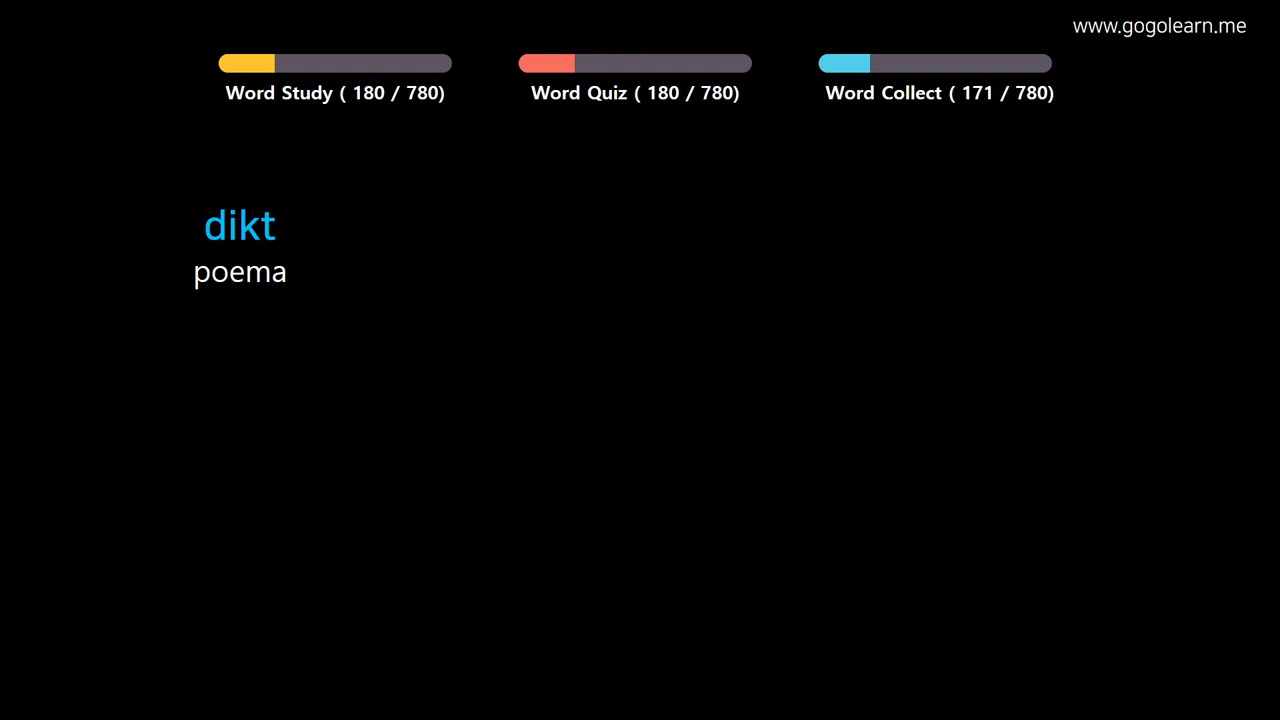 www.gogolearn.me
Word Study ( 180 / 780)
Word Quiz ( 180 / 780)
Word Collect ( 171 / 780)
dikt
poema